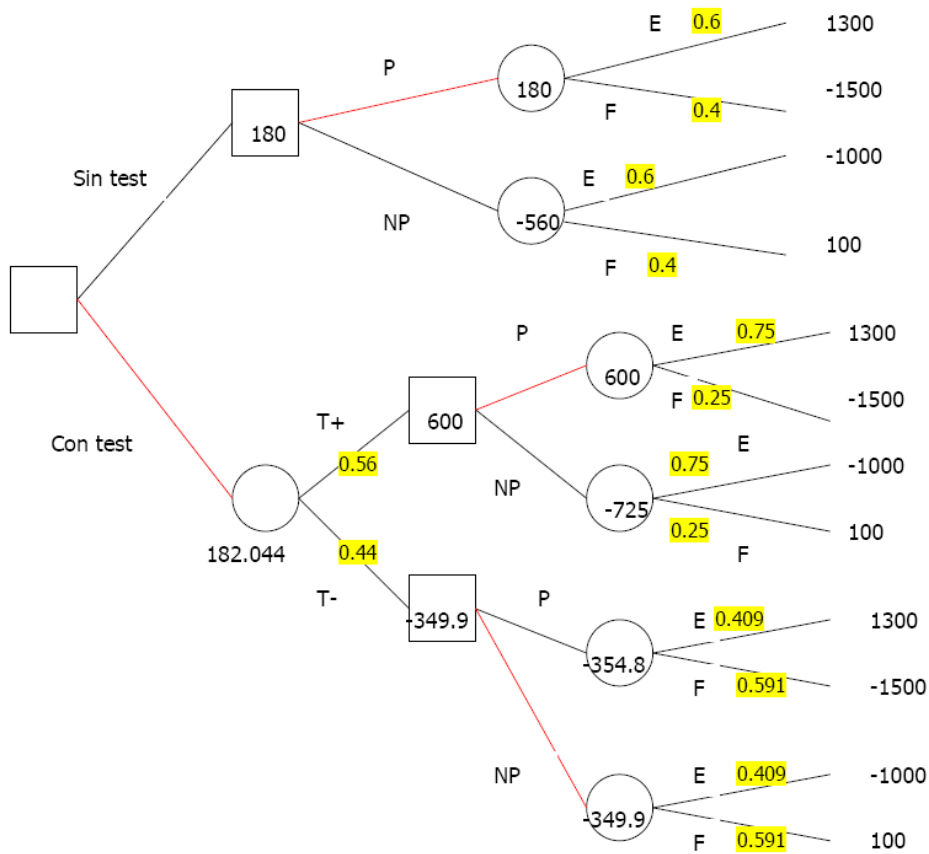 E 0.6 1300
P
180
-1500
F 0.4
180
-1000
E 0.6
Sin test
-560
NP
100
F 0.4
P E 0.75 1300
600
-1500
F 0.25
T+ 600
E
Con test
0.56 0.75 -1000
NP
-725
0.25 100
182.044 0.44 F
T- P
-349.9
E 0.409 1300
-354.8
F 0.591 -1500
NP E 0.409 -1000
-349.9
F 0.591 100